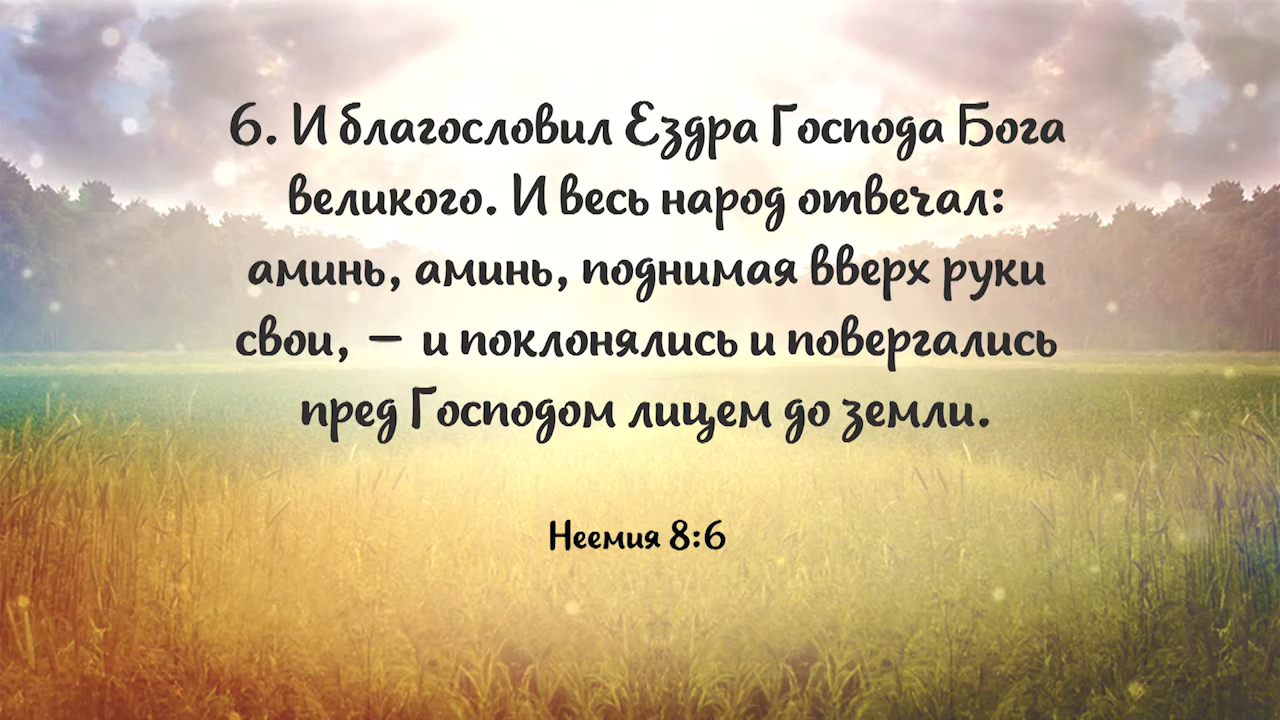 6. И благословил Ездра Господа Бога
великого. И весь народ отвечал:
аминь, аминь, поднимая вверх руки
свои, – и поклонялись и повергались
пред Господом лицем до земли.
Неемия 8:6